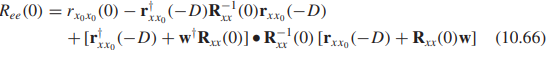 R_{ee}(0) = r_{x_0x_0}(0) − r^†_{xx_0}(−D)R^{−1}_{xx}(0)r_{xx_0}(−D)
+ [r^†_{xx_0}(−D) + w^†R_{xx}(0)] • R^{−1}_{xx}(0) [r_{xx_0}(−D) + R_{xx}(0)w] (10.66)